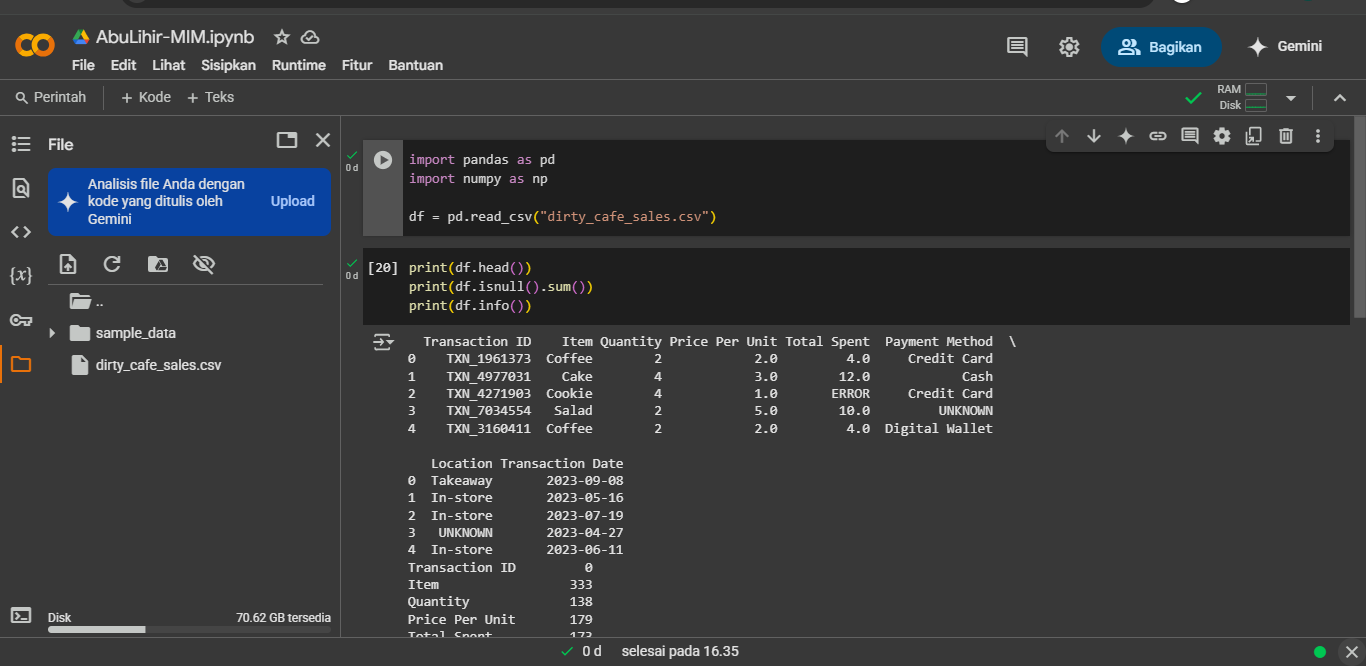 AbuLihir-MIM.ipynb
File Edit Lihat Sisipkan Runtime Fitur Bantuan
Bagikan
Gemini
Perintah
+ Kode + Teks
RAM
Disk
File
Analisis file Anda dengan
kode yang ditulis oleh
Gemini
Upload
{x}
..
sample_data
dirty_cafe_sales.csv
Disk 70.62 GB tersedia
0 d
import pandas as pd
import numpy as np
df = pd.read_csv("dirty_cafe_sales.csv")
0 d
[20] print(df.head())
print(df.isnull().sum())
print(df.info())
Transaction ID Item Quantity Price Per Unit Total Spent Payment Method \
0 TXN_1961373 Coffee 2 2.0 4.0 Credit Card
1 TXN_4977031 Cake 4 3.0 12.0 Cash
2 TXN_4271903 Cookie 4 1.0 ERROR Credit Card
3 TXN_7034554 Salad 2 5.0 10.0 UNKNOWN
4 TXN_3160411 Coffee 2 2.0 4.0 Digital Wallet
Location Transaction Date
0 Takeaway 2023-09-08
1 In-store 2023-05-16
2 In-store 2023-07-19
3 UNKNOWN 2023-04-27
4 In-store 2023-06-11
Transaction ID 0
Item 333
Quantity 138
Price Per Unit 179
Total Spent 173
0 d selesai pada 16.35